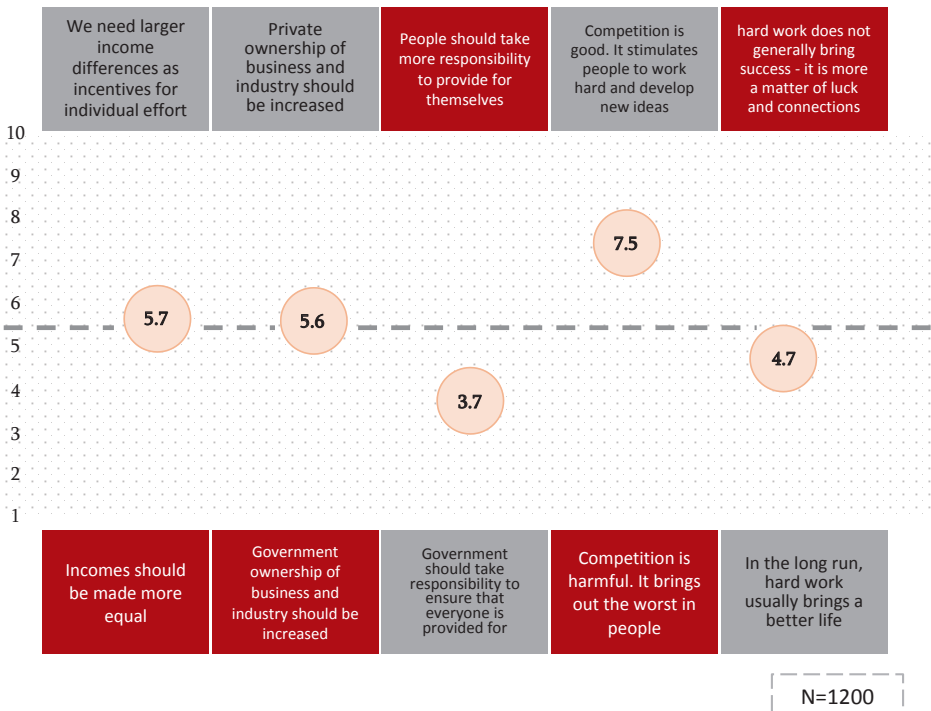 We need larger
income
differences as
incentives for
individual effort
Private
ownership of
business and
industry should
be increased
People should take
more responsibility
to provide for
themselves
Competition is
good. It stimulates
people to work
hard and develop
new ideas
hard work does not
generally bring
success - it is more
a matter of luck
and connections
10
9
8
7
6
5
4
3
2
1
5.7
5.6
3.7
7.5
4.7
Incomes should
be made more
equal
Government
ownership of
business and
industry should be
increased
Government
should take
responsibility to
ensure that
everyone is
provided for
Competition is
harmful. It brings
out the worst in
people
In the long run,
hard work
usually brings a
better life
N=1200